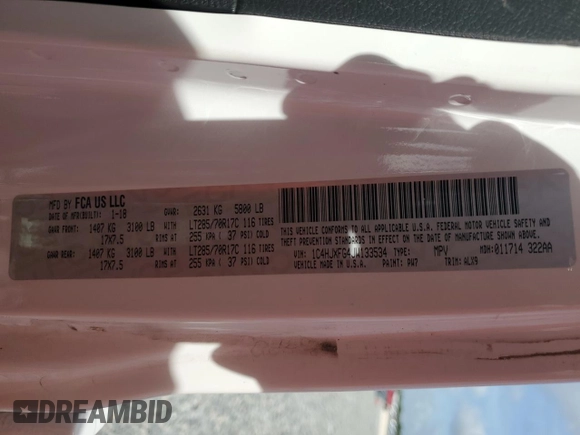 MFD BY FCA US LLC
DATE OF MFR: 1-18
GVWR: 2631 KG 5800 LB
GAWR FRONT: 1407 KG 3100 LB WITH LT285/70R17C 116 TIRES
17X7.5 RIMS AT 255 KPA ( 37 PSI) COLD
GAWR REAR: 1407 KG 3100 LB WITH LT285/70R17C 116 TIRES
17X7.5 RIMS AT 255 KPA ( 37 PSI) COLD
THIS VEHICLE CONFORMS TO ALL APPLICABLE U.S.A. FEDERAL MOTOR VEHICLE SAFETY, BUMPER, AND
THEFT PREVENTION STANDARDS IN EFFECT ON THE DATE OF MANUFACTURE SHOWN ABOVE.
VIN: TYPE: MPV MDH: 011714 322AA
VEHICLE MADE IN U.S.A. PAINT: PW7 TRIM: ALX9
DREAMBID